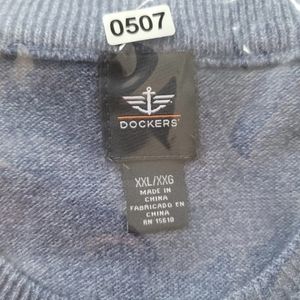 0507
DOCKERS®
XXL/XXG
MADE IN
CHINA
FABRICADO EN
CHINA
RN 15610